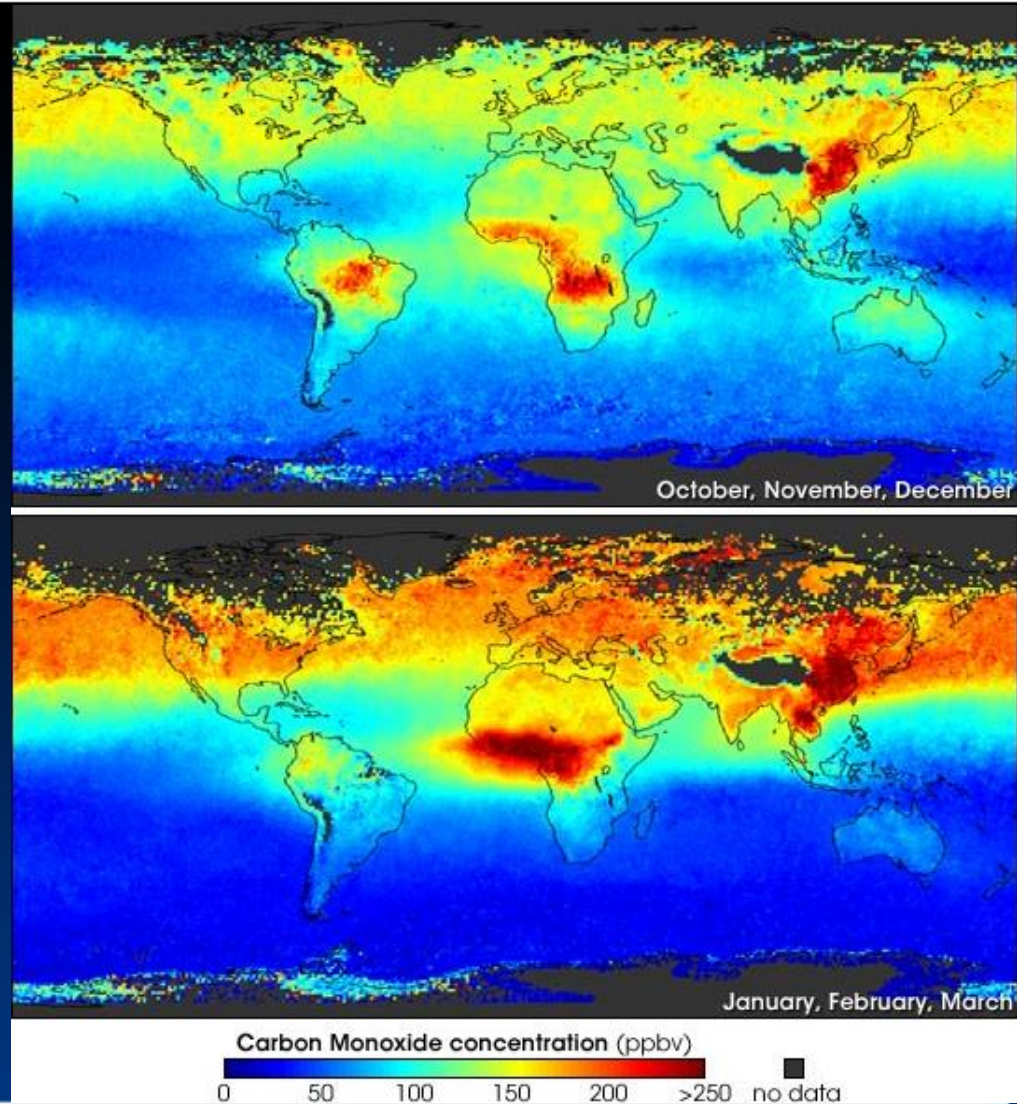 October, November, December
January, February, March
Carbon Monoxide concentration (ppbv)
0 50 100 150 200 >250 no data